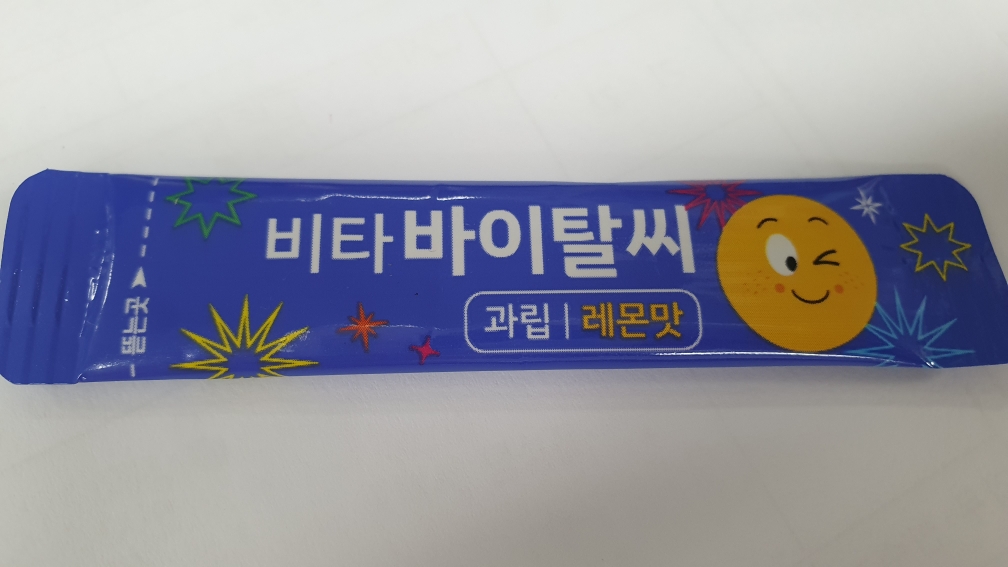 비타바이탈씨
과립 | 레몬맛
뜯는곳